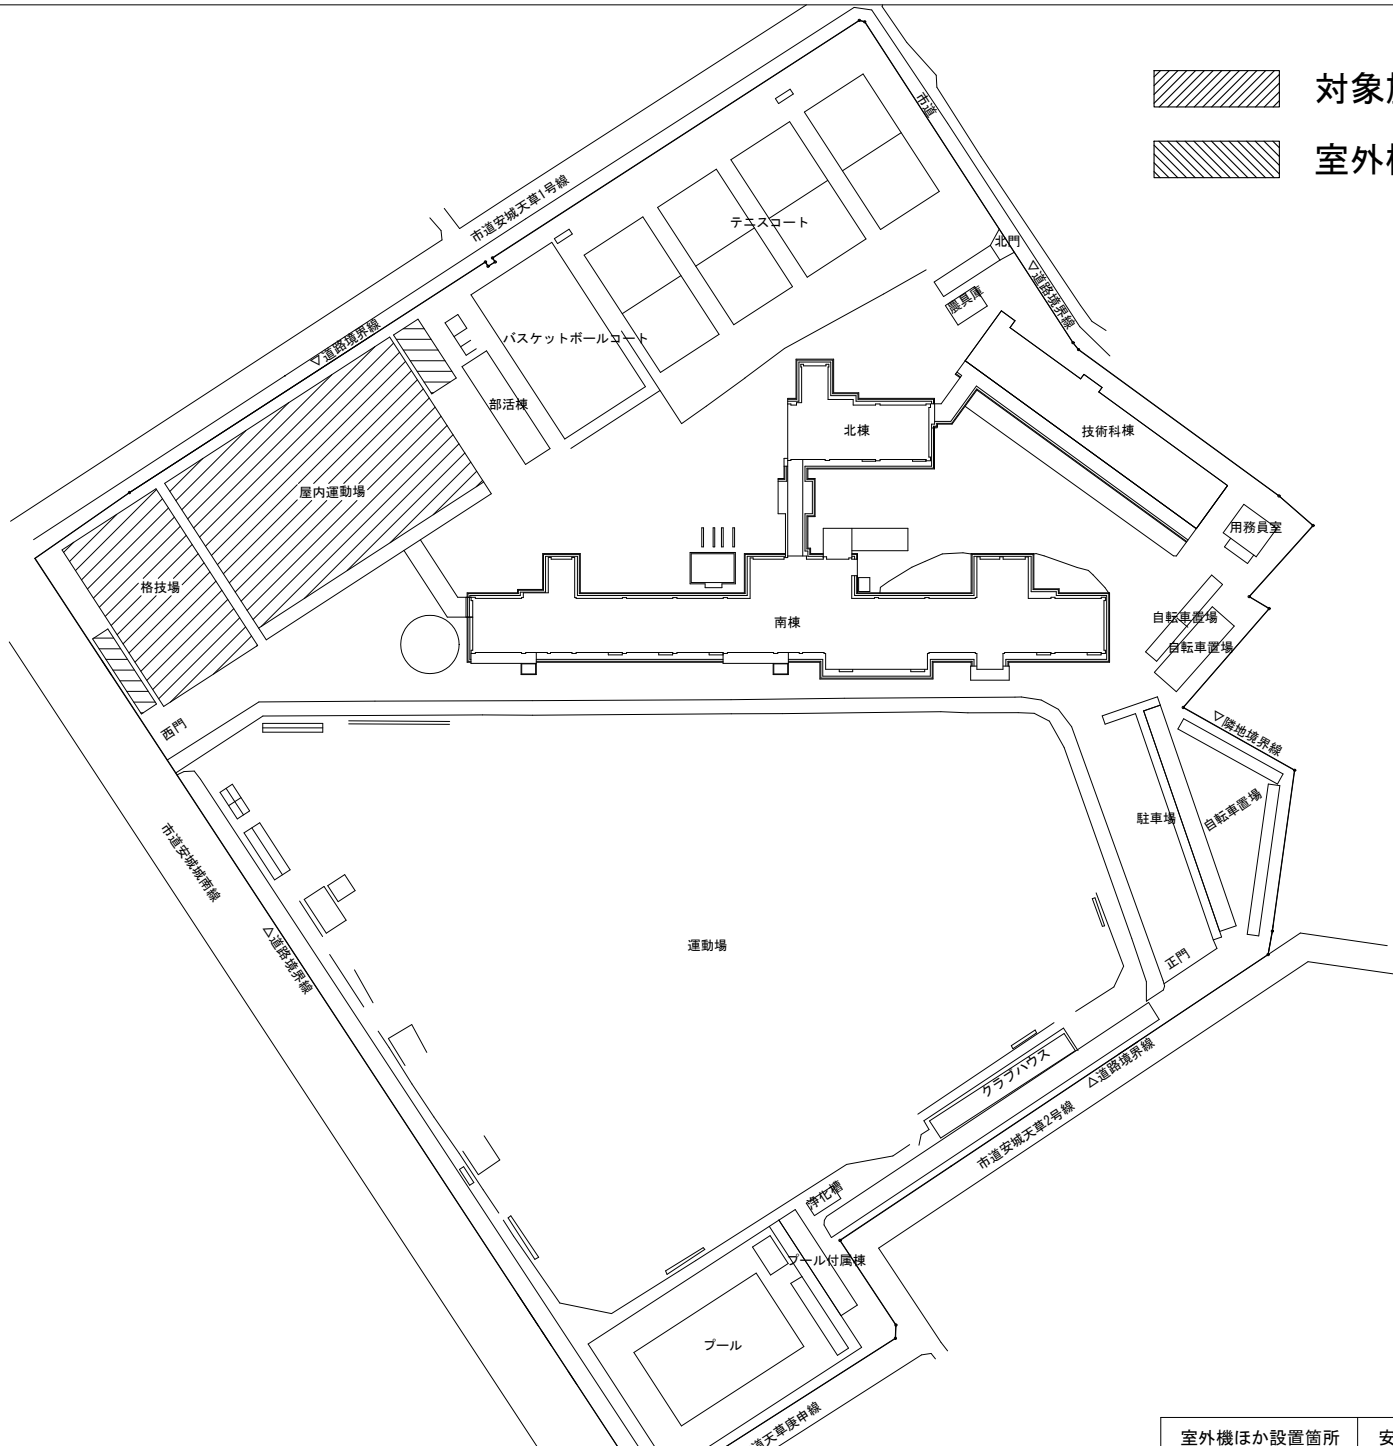 対象
室外
市道
市道安城天草1号線
テニスコート
北門
▽道路境界線
農具庫
▽道路境界線
バスケットボールコート
部活棟
北棟
技術科棟
屋内運動場
用務員室
格技場
自転車置場
南棟
自転車置場
西門
▽隣地境界線
駐車場
自転車置場
市道安城城南線
△道路境界線
運動場
正門
クラブハウス
△道路境界線
市道安城天草2号線
浄化槽
プール付属棟
プール
道天草庚申線
室外機ほか設置箇所
安